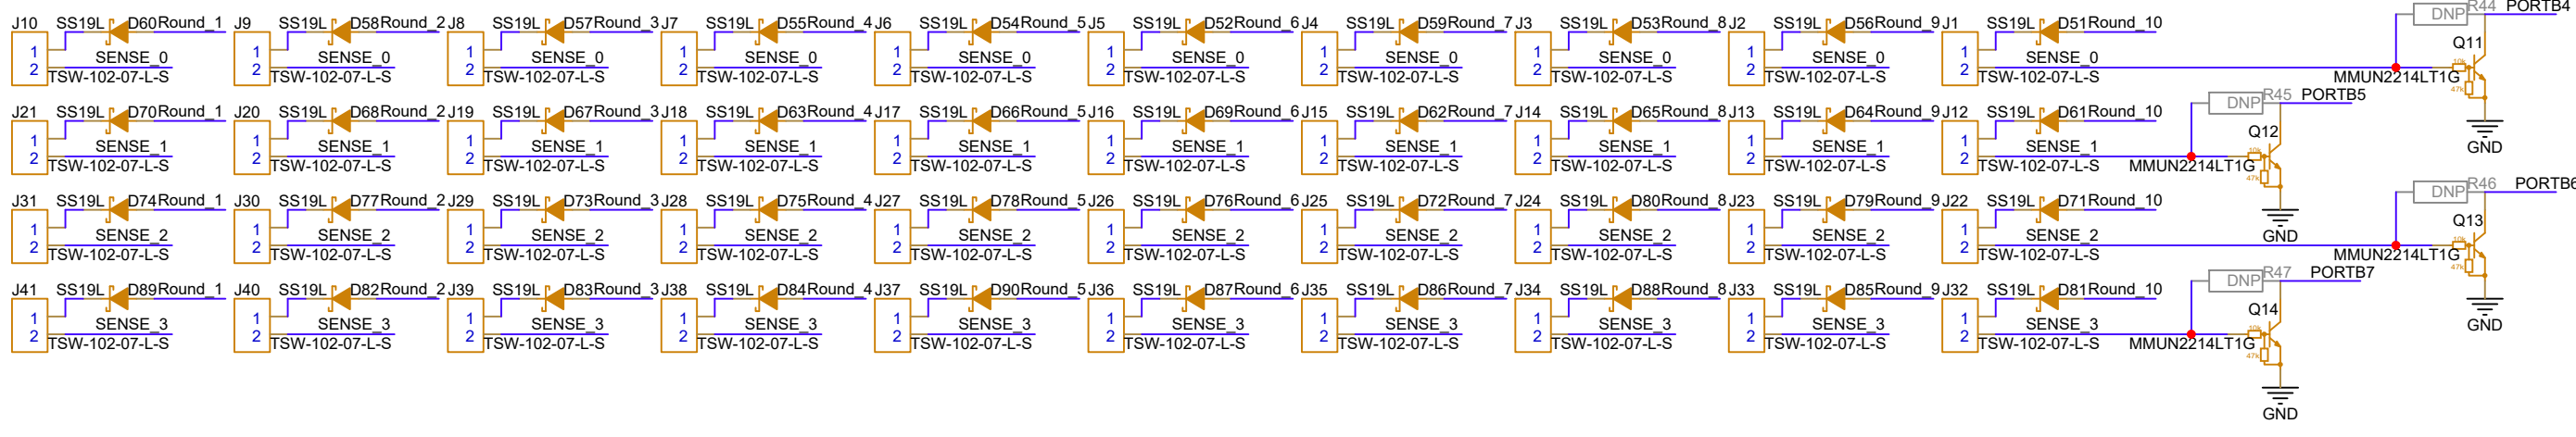 R44 PORTB4
J10 SS19L D60 Round_1 J9 SS19L D58 Round_2 J8 SS19L D57 Round_3 J7 SS19L D55 Round_4 J6 SS19L D54 Round_5 J5 SS19L D52 Round_6 J4 SS19L D59 Round_7 J3 SS19L D53 Round_8 J2 SS19L D56 Round_9 J1 SS19L D51 Round_10 DNP
1 1 1 1 1 1 1 1 1 1 Q11
SENSE_0 SENSE_0 SENSE_0 SENSE_0 SENSE_0 SENSE_0 SENSE_0 SENSE_0 SENSE_0 SENSE_0
2 2 2 2 2 2 2 2 2 2 10k
TSW-102-07-L-S TSW-102-07-L-S TSW-102-07-L-S TSW-102-07-L-S TSW-102-07-L-S TSW-102-07-L-S TSW-102-07-L-S TSW-102-07-L-S TSW-102-07-L-S TSW-102-07-L-S MMUN2214LT1G
47k
R45 PORTB5
J21 SS19L D70 Round_1 J20 SS19L D68 Round_2 J19 SS19L D67 Round_3 J18 SS19L D63 Round_4 J17 SS19L D66 Round_5 J16 SS19L D69 Round_6 J15 SS19L D62 Round_7 J14 SS19L D65 Round_8 J13 SS19L D64 Round_9 J12 SS19L D61 Round_10 DNP
1 1 1 1 1 1 1 1 1 1 Q12
SENSE_1 SENSE_1 SENSE_1 SENSE_1 SENSE_1 SENSE_1 SENSE_1 SENSE_1 SENSE_1 SENSE_1 GND
2 2 2 2 2 2 2 2 2 2 10k
TSW-102-07-L-S TSW-102-07-L-S TSW-102-07-L-S TSW-102-07-L-S TSW-102-07-L-S TSW-102-07-L-S TSW-102-07-L-S TSW-102-07-L-S TSW-102-07-L-S TSW-102-07-L-S MMUN2214LT1G
47k
R46 PORTB6
J31 SS19L D74 Round_1 J30 SS19L D77 Round_2 J29 SS19L D73 Round_3 J28 SS19L D75 Round_4 J27 SS19L D78 Round_5 J26 SS19L D76 Round_6 J25 SS19L D72 Round_7 J24 SS19L D80 Round_8 J23 SS19L D79 Round_9 J22 SS19L D71 Round_10 DNP
1 1 1 1 1 1 1 1 1 1 Q13
SENSE_2 SENSE_2 SENSE_2 SENSE_2 SENSE_2 SENSE_2 SENSE_2 SENSE_2 SENSE_2 SENSE_2 GND
2 2 2 2 2 2 2 2 2 2 10k
TSW-102-07-L-S TSW-102-07-L-S TSW-102-07-L-S TSW-102-07-L-S TSW-102-07-L-S TSW-102-07-L-S TSW-102-07-L-S TSW-102-07-L-S TSW-102-07-L-S TSW-102-07-L-S MMUN2214LT1G
47k
R47 PORTB7
J41 SS19L D89 Round_1 J40 SS19L D82 Round_2 J39 SS19L D83 Round_3 J38 SS19L D84 Round_4 J37 SS19L D90 Round_5 J36 SS19L D87 Round_6 J35 SS19L D86 Round_7 J34 SS19L D88 Round_8 J33 SS19L D85 Round_9 J32 SS19L D81 Round_10 DNP
1 1 1 1 1 1 1 1 1 1 Q14
SENSE_3 SENSE_3 SENSE_3 SENSE_3 SENSE_3 SENSE_3 SENSE_3 SENSE_3 SENSE_3 SENSE_3 GND
2 2 2 2 2 2 2 2 2 2 10k
TSW-102-07-L-S TSW-102-07-L-S TSW-102-07-L-S TSW-102-07-L-S TSW-102-07-L-S TSW-102-07-L-S TSW-102-07-L-S TSW-102-07-L-S TSW-102-07-L-S TSW-102-07-L-S MMUN2214LT1G
47k
GND